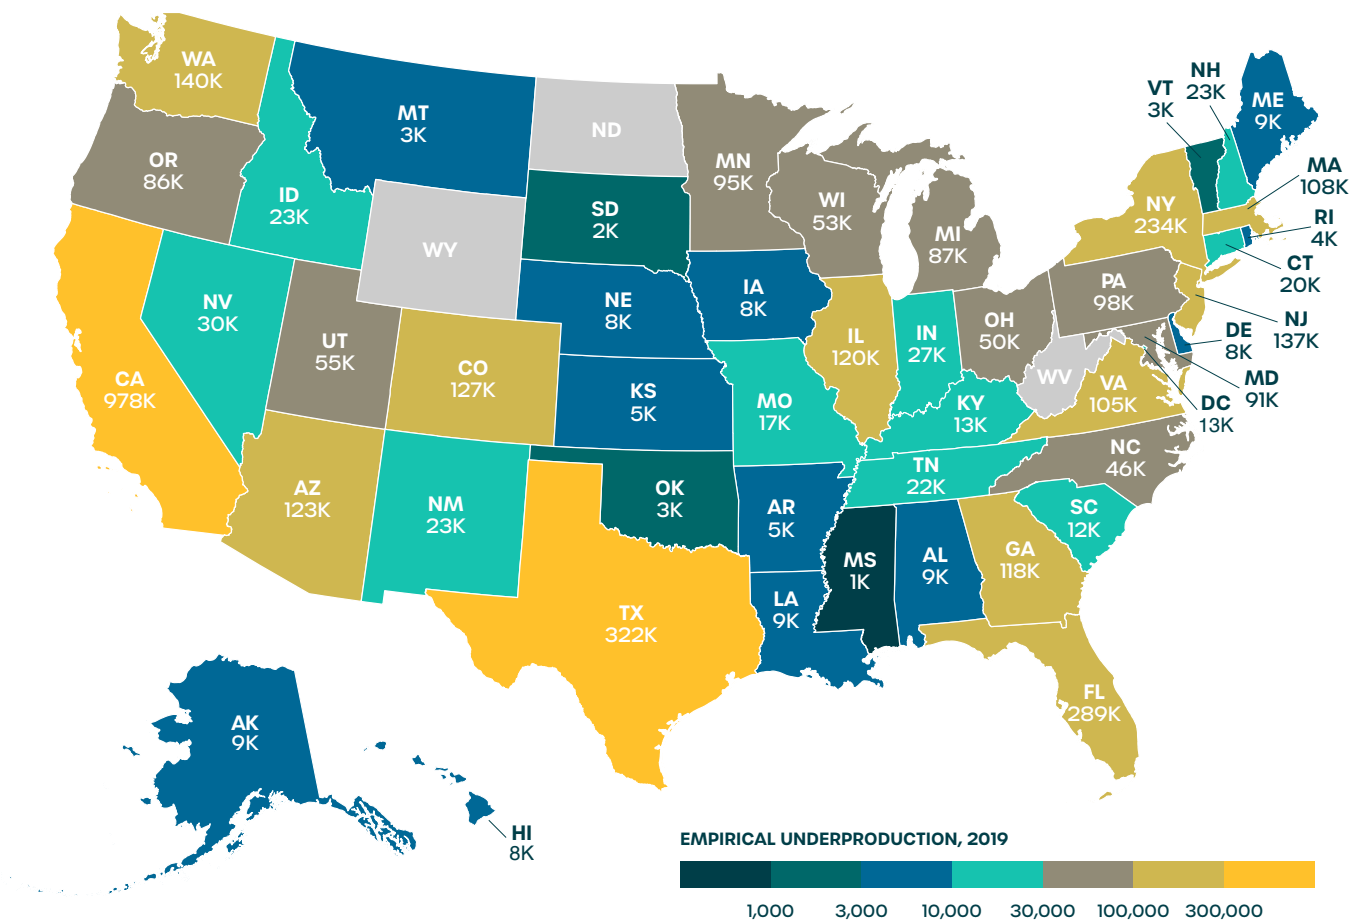 WA
140K
OR
86K
CA
978K
ID
23K
NV
30K
MT
3K
WY
UT
55K
AZ
123K
CO
127K
NM
23K
ND
SD
2K
NE
8K
KS
5K
OK
3K
TX
322K
MN
95K
IA
8K
MO
17K
AR
5K
LA
9K
WI
53K
IL
120K
MI
87K
IN
27K
OH
50K
KY
13K
TN
22K
MS
1K
AL
9K
GA
118K
FL
289K
SC
12K
NC
46K
VA
105K
WV
PA
98K
NY
234K
VT
3K
NH
23K
ME
9K
MA
108K
RI
4K
CT
20K
NJ
137K
DE
8K
MD
91K
DC
13K
AK
9K
HI
8K
EMPIRICAL UNDERPRODUCTION, 2019
1,000 3,000 10,000 30,000 100,000 300,000